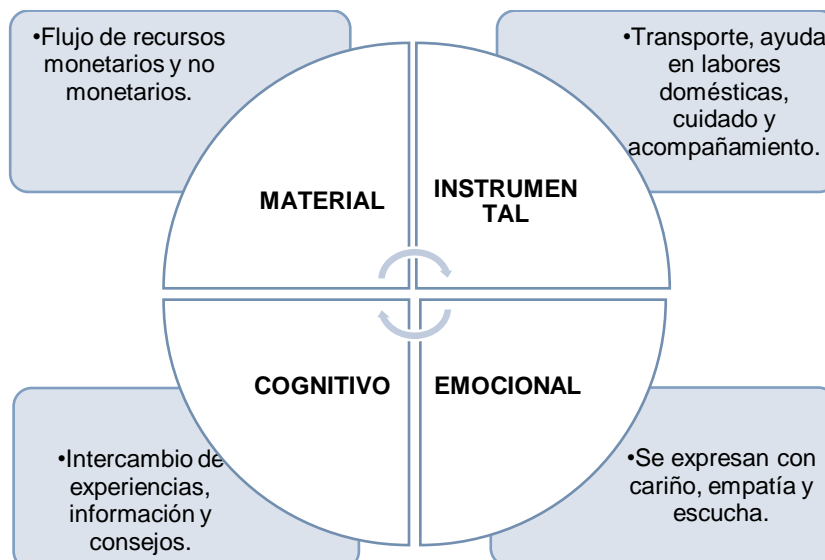 •Flujo de recursos
monetarios y no
monetarios.
•Transporte, ayuda
en labores
domésticas,
cuidado y
acompañamiento.
MATERIAL
INSTRUMEN
TAL
COGNITIVO
EMOCIONAL
•Intercambio de
experiencias,
información y
consejos.
•Se expresan con
cariño, empatía y
escucha.